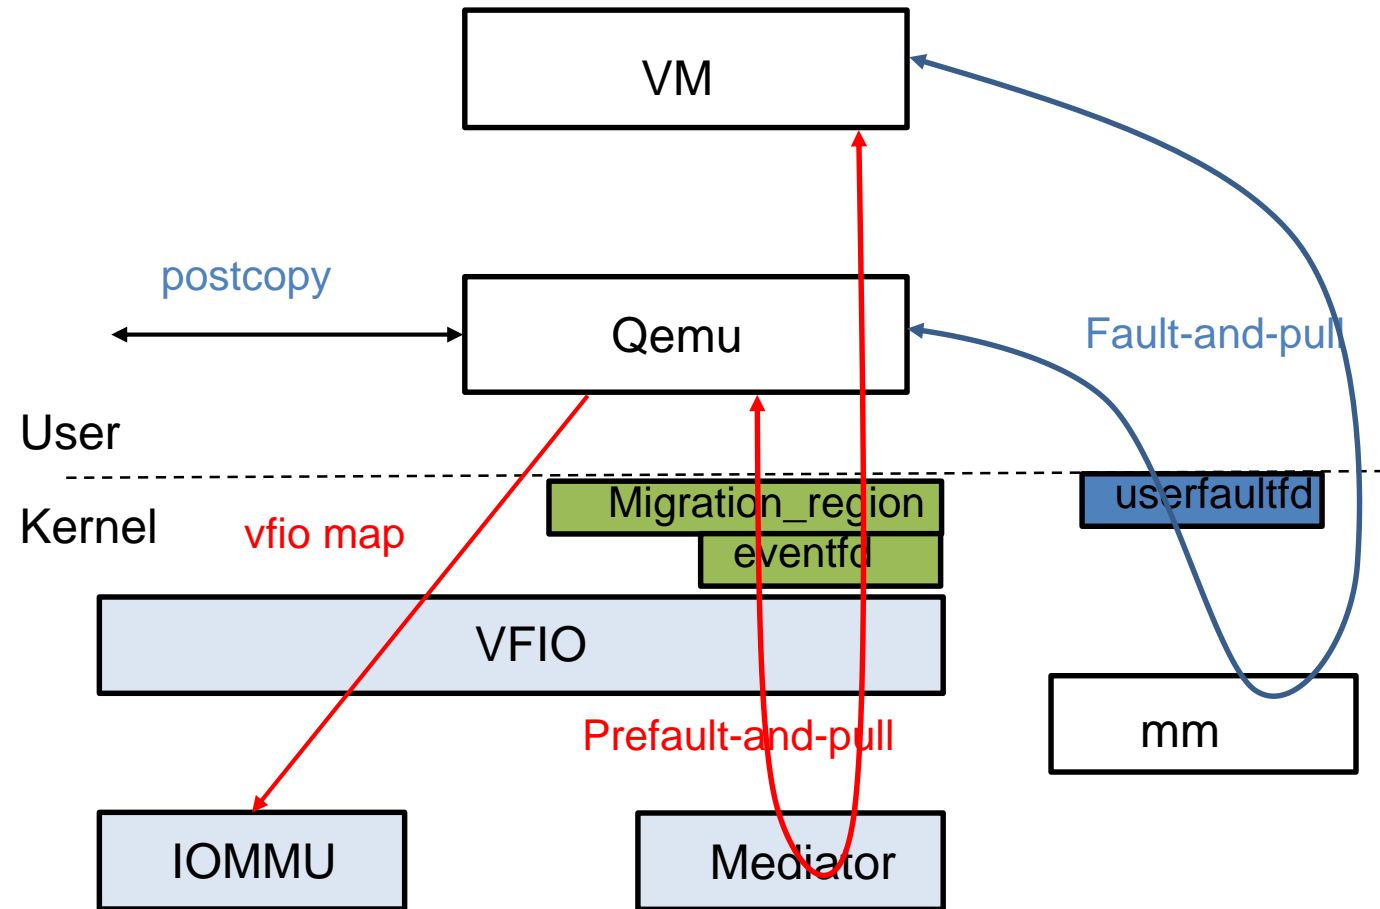 VM
postcopy
Qemu
Fault-and-pull
User
Kernel
vfio map
Migration_region
userfaultfd
eventfd
VFIO
Prefault-and-pull
mm
IOMMU
Mediator